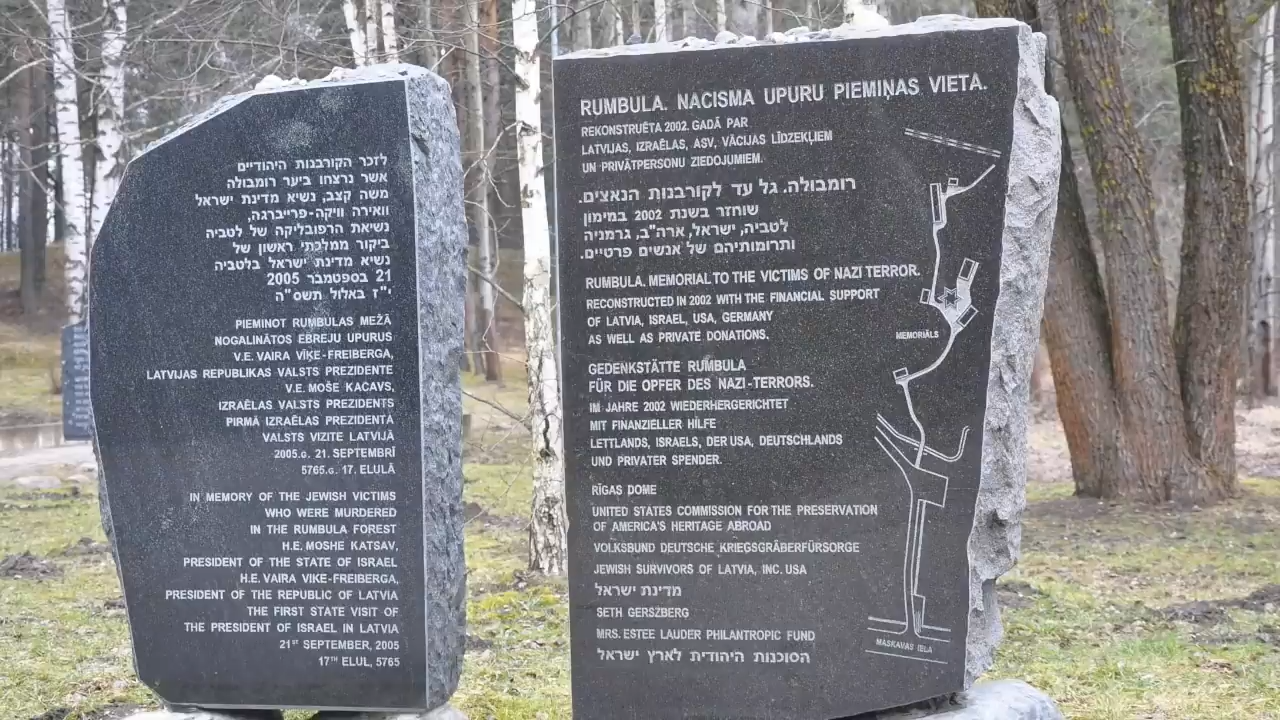 לזכר הקורבנות היהודיים
אשר נרצחו ביער רומבולה
משה קצב, נשיא מדינת ישראל
וואירה וויקה-פרייברגה,
נשיאת הרפובליקה של לטביה
ביקור ממלכתי ראשון של
נשיא מדינת ישראל בלטביה
21 בספטמבר 2005
י"ז באלול תשס"ה
PIEMINOT RUMBULAS MEŽĀ
NOGALINĀTOS EBREJU UPURUS
V.E. VAIRA VĪĶE-FREIBERGA,
LATVIJAS REPUBLIKAS VALSTS PREZIDENTE
V.E. MOŠE KACAVS,
IZRAĒLAS VALSTS PREZIDENTS
PIRMĀ IZRAĒLAS PREZIDENTA
VALSTS VIZITE LATVIJĀ
2005.G. 21. SEPTEMBRĪ
5765.G. 17. ELULĀ
IN MEMORY OF THE JEWISH VICTIMS
WHO WERE MURDERED
IN THE RUMBULA FOREST
H.E. MOSHE KATSAV,
PRESIDENT OF THE STATE OF ISRAEL
H.E. VAIRA VIKE-FREIBERGA,
PRESIDENT OF THE REPUBLIC OF LATVIA
THE FIRST STATE VISIT OF
THE PRESIDENT OF ISRAEL IN LATVIA
21ST SEPTEMBER, 2005
17TH ELUL, 5765
RUMBULA. NACISMA UPURU PIEMIŅAS VIETA.
REKONSTRUĒTA 2002. GADĀ PAR
LATVIJAS, IZRAĒLAS, ASV, VĀCIJAS LĪDZEKĻIEM
UN PRIVĀTPERSONU ZIEDOJUMIEM.
רומבולה. גל עד לקורבנות הנאצים.
שוחזר בשנת 2002 במימון
לטביה, ישראל, ארה"ב, גרמניה
ותרומותיהם של אנשים פרטיים.
RUMBULA. MEMORIAL TO THE VICTIMS OF NAZI TERROR.
RECONSTRUCTED IN 2002 WITH THE FINANCIAL SUPPORT
OF LATVIA, ISRAEL, USA, GERMANY
AS WELL AS PRIVATE DONATIONS.
GEDENKSTÄTTE RUMBULA
FÜR DIE OPFER DES NAZI-TERRORS.
IM JAHRE 2002 WIEDERHERGERICHTET
MIT FINANZIELLER HILFE
LETTLANDS, ISRAELS, DER USA, DEUTSCHLANDS
UND PRIVATER SPENDER.
RĪGAS DOME
UNITED STATES COMMISSION FOR THE PRESERVATION
OF AMERICA'S HERITAGE ABROAD
VOLKSBUND DEUTSCHE KRIEGSGRÄBERFÜRSORGE
JEWISH SURVIVORS OF LATVIA, INC. USA
מדינת ישראל
SETH GERSZBERG
MRS. ESTEE LAUDER PHILANTROPIC FUND
הסוכנות היהודית לארץ ישראל
MEMORIĀLS
MASKAVAS IELA